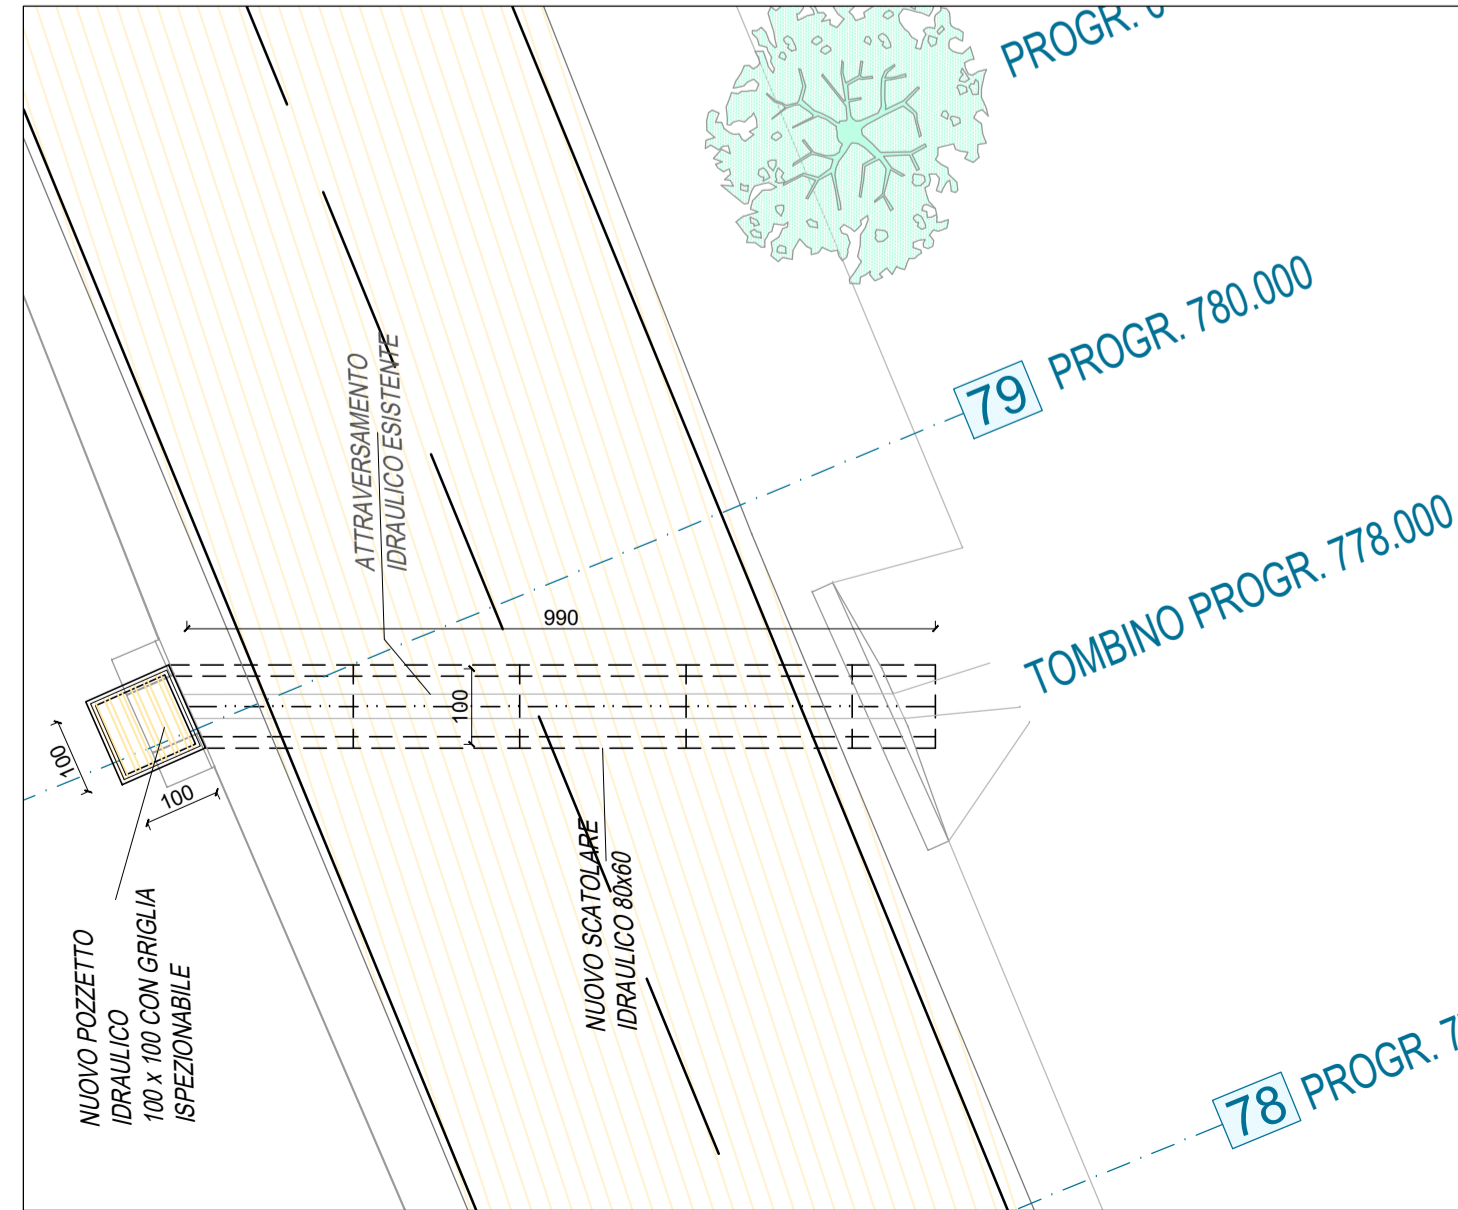 PROGR.
79 PROGR. 780.000
ATTRAVERSAMENTO
IDRAULICO ESISTENTE
TOMBINO PROGR. 778.000
990
100
100
100
NUOVO SCATOLARE
IDRAULICO 80x60
NUOVO POZZETTO
IDRAULICO
100 x 100 CON GRIGLIA
ISPEZIONABILE
78 PROGR. 7